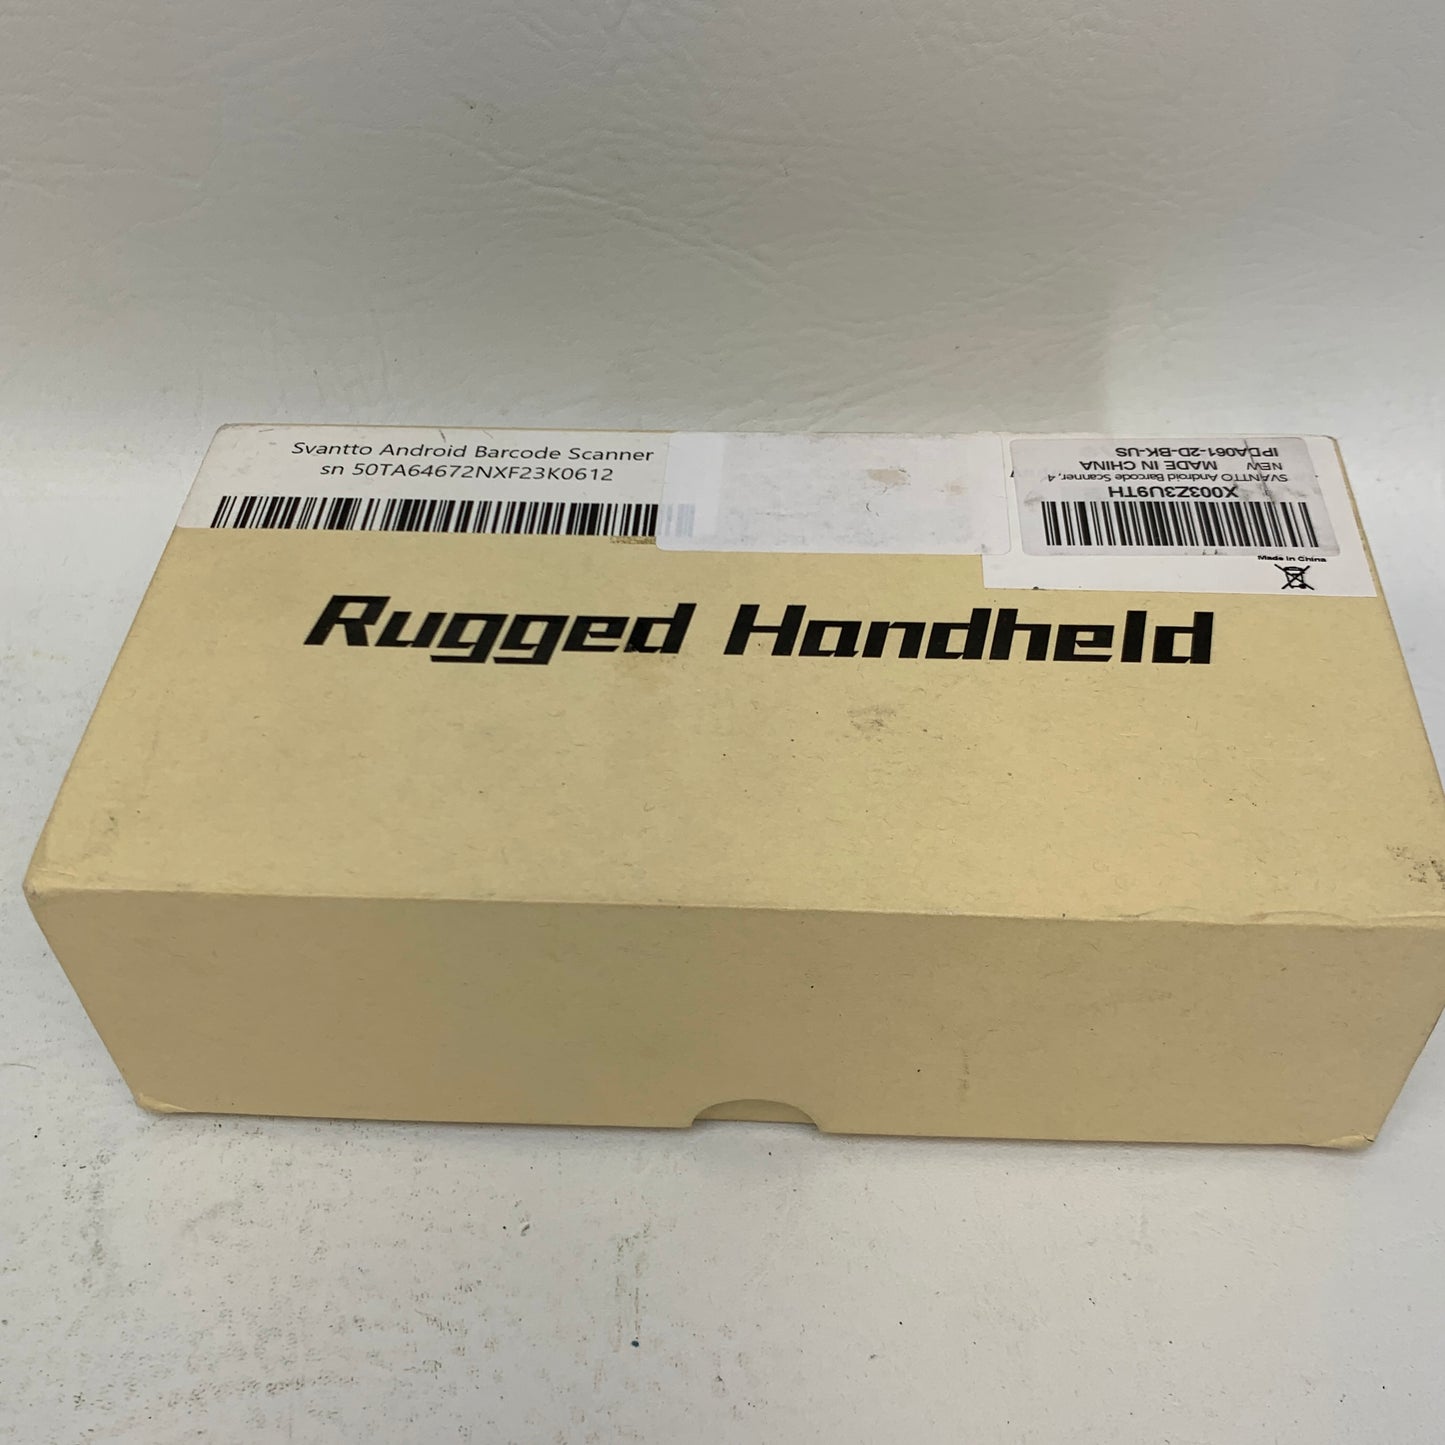 Svantto Android Barcode Scanner
sn 50TA64672NXF23K0612
X003Z3U9TH
SVANTTO Android Barcode Scanner, 4
NEW MADE IN CHINA
IPDA061-2D-BK-US
Made in China
Rugged Handheld